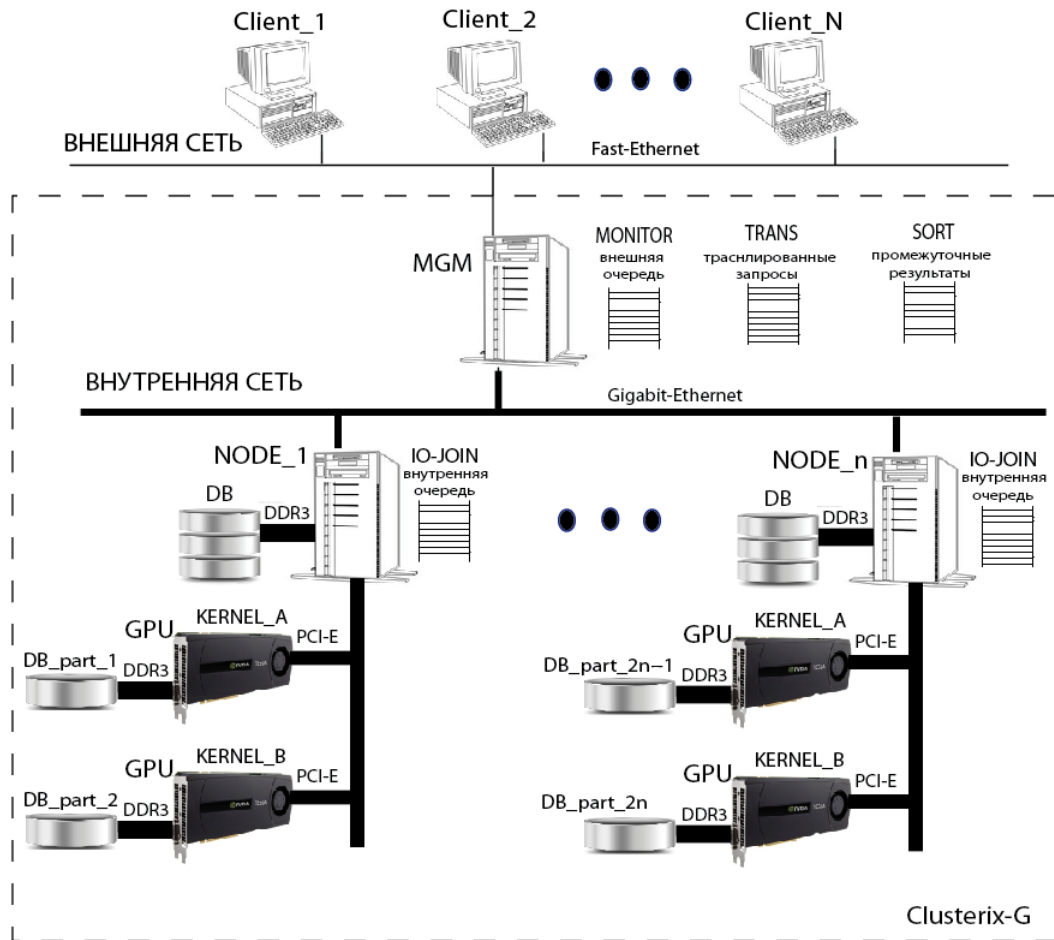 Client_1
Client_2
Client_N
ВНЕШНЯЯ СЕТЬ
Fast-Ethernet
MGM
MONITOR
внешняя
очередь
TRANS
траснлированные
запросы
SORT
промежуточные
результаты
ВНУТРЕННЯЯ СЕТЬ
Gigabit-Ethernet
NODE_1
IO-JOIN
внутренняя
очередь
DB
DDR3
NODE_n
IO-JOIN
внутренняя
очередь
DB
DDR3
GPU
KERNEL_A
PCI-E
DB_part_1
DDR3
GPU
KERNEL_A
PCI-E
DB_part_2n−1
DDR3
GPU
KERNEL_B
PCI-E
DB_part_2
DDR3
GPU
KERNEL_B
PCI-E
DB_part_2n
DDR3
Clusterix-G